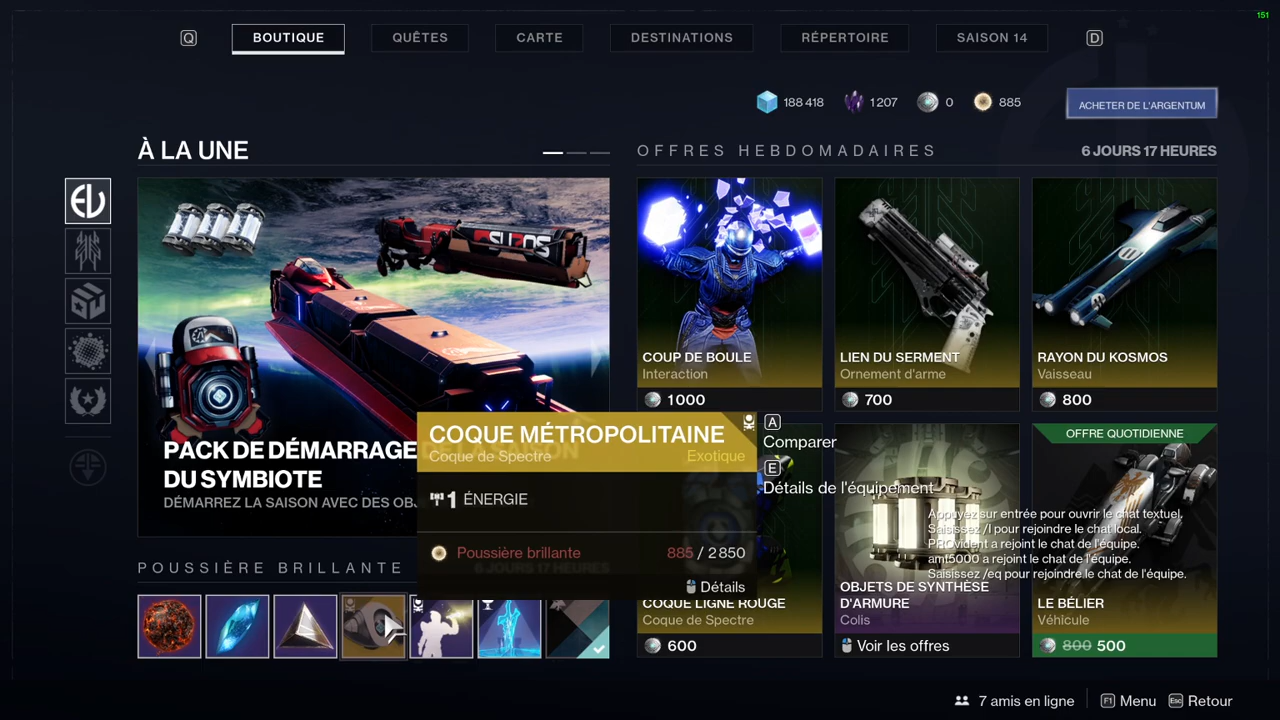 151
Q
BOUTIQUE
QUÊTES
CARTE
DESTINATIONS
RÉPERTOIRE
SAISON 14
D
188 418
1 207
0
885
ACHETER DE L'ARGENTUM
À LA UNE
OFFRES HEBDOMADAIRES
6 JOURS 17 HEURES
PACK DE DÉMARRAGE
DU SYMBIOTE
DÉMARREZ LA SAISON AVEC DES OBJ
COUP DE BOULE
Interaction
1000
LIEN DU SERMENT
Ornement d'arme
700
RAYON DU KOSMOS
Vaisseau
800
COQUE MÉTROPOLITAINE
Coque de Spectre
Exotique
1 ÉNERGIE
Poussière brillante
885 / 2 850
Détails
A
Comparer
E
Détails de l'équipement
OFFRE QUOTIDIENNE
Appuyez sur entrée pour ouvrir le chat textuel.
Saisissez /l pour rejoindre le chat local.
PROvident a rejoint le chat de l'équipe.
amt5000 a rejoint le chat de l'équipe.
Saisissez /eq pour rejoindre le chat de l'équipe.
POUSSIÈRE BRILLANTE
6 JOURS 17 HEURES
COQUE LIGNE ROUGE
Coque de Spectre
600
OBJETS DE SYNTHÈSE
D'ARMURE
Colis
Voir les offres
LE BÉLIER
Véhicule
800 500
7 amis en ligne
F1 Menu
Esc Retour